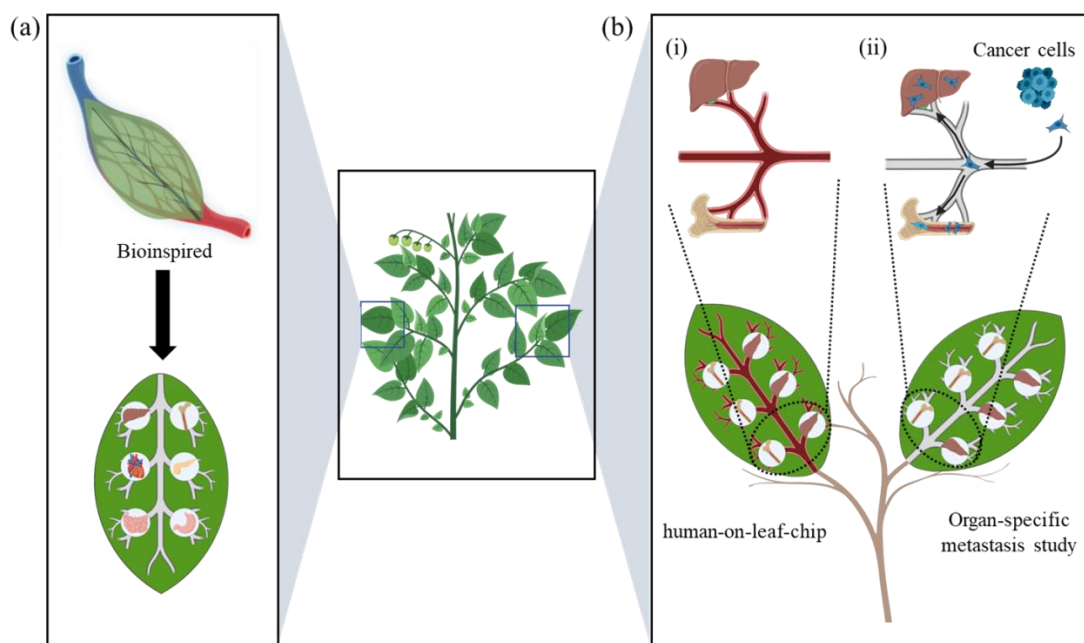 (a)
Bioinspired
(b)
(i)
(ii)
Cancer cells
human-on-leaf-chip
Organ-specific
metastasis study